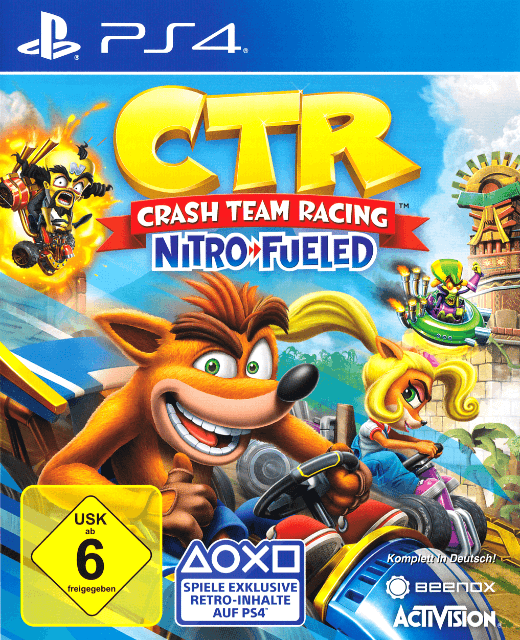 PS4
CTR™
CRASH TEAM RACING
NITRO FUELED
USK
ab
6
freigegeben
SPIELE EXKLUSIVE
RETRO-INHALTE
AUF PS4
Komplett in Deutsch!
BEENOX
ACTIVISION